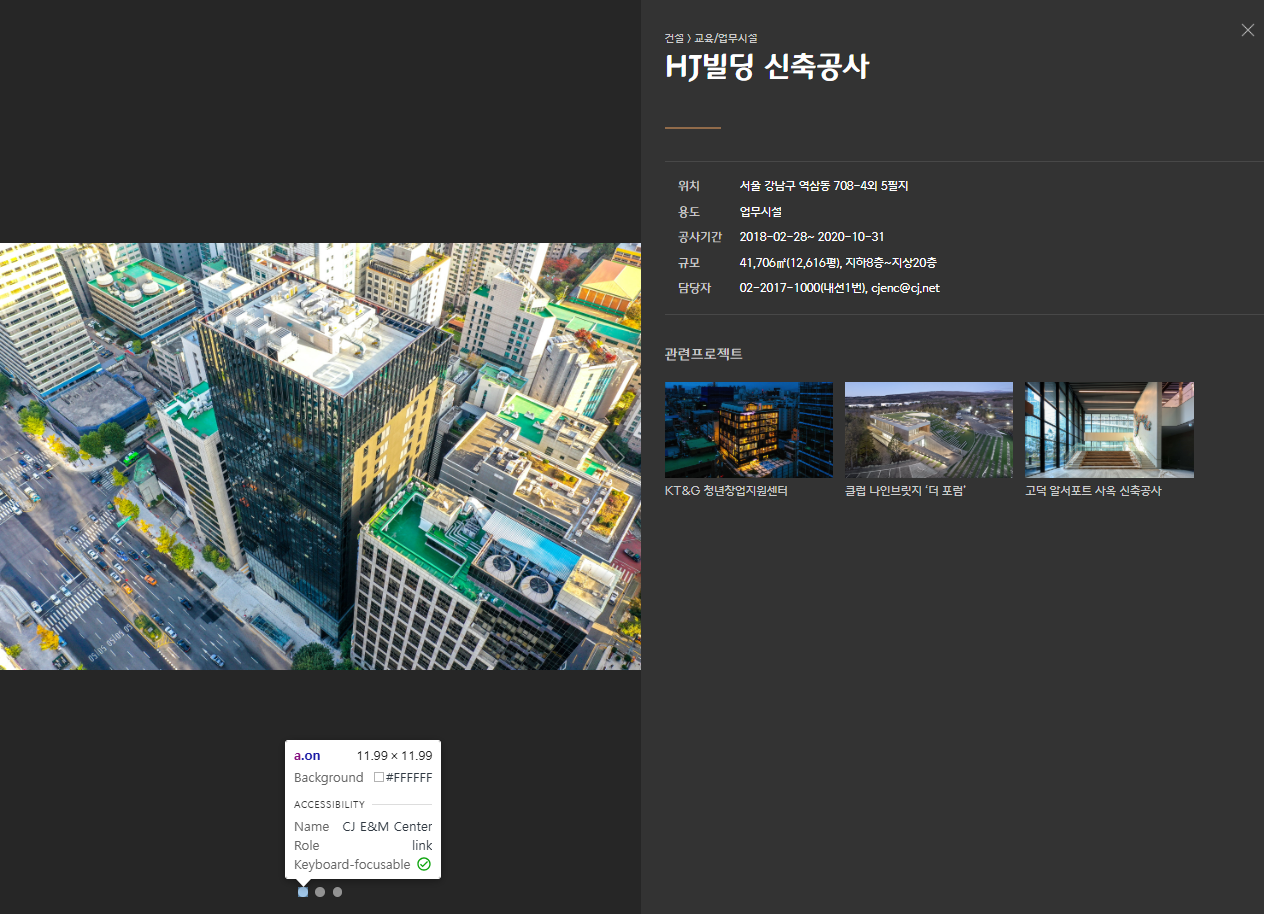 건설 > 교육/업무시설
HJ빌딩 신축공사
위치 서울 강남구 역삼동 708-4외 5필지
용도 업무시설
공사기간 2018-02-28~ 2020-10-31
규모 41,706㎡(12,616평), 지하8층~지상20층
담당자 02-2017-1000(내선1번), cjenc@cj.net
관련프로젝트
KT&G 청년창업지원센터
클럽 나인브릿지 ‘더 포럼’
고덕 알서포트 사옥 신축공사
a.on 11.99 × 11.99
Background #FFFFFF
ACCESSIBILITY
Name CJ E&M Center
Role link
Keyboard-focusable